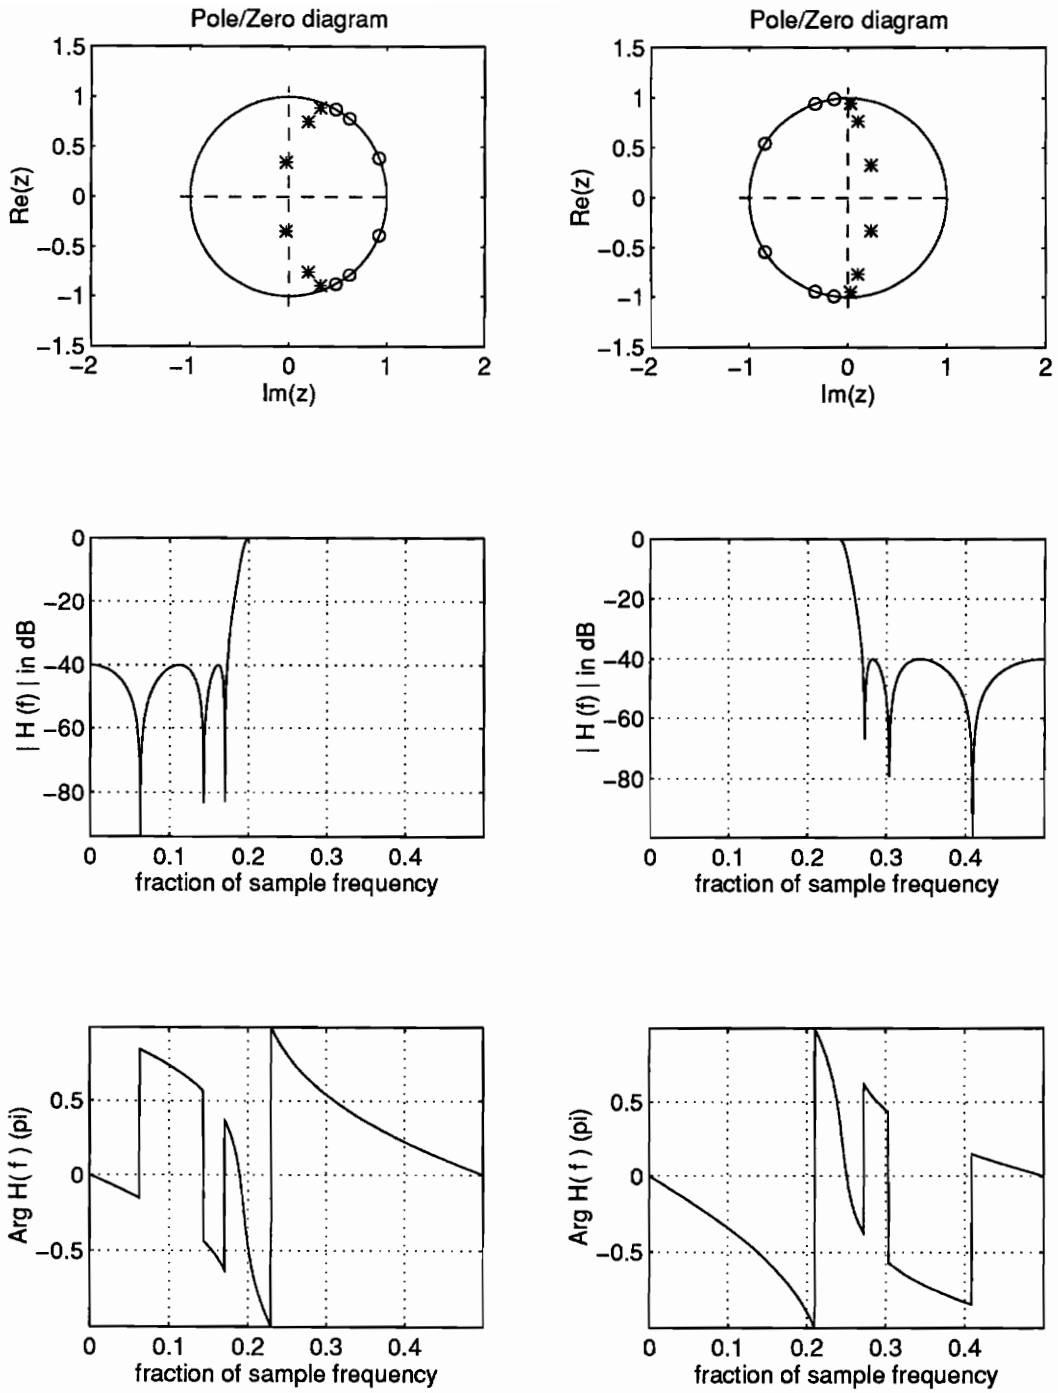 Pole/Zero diagram
1.5
1
0.5
0
−0.5
−1
−1.5
Re(z)
−2 −1 0 1 2
Im(z)
Pole/Zero diagram
1.5
1
0.5
0
−0.5
−1
−1.5
Re(z)
−2 −1 0 1 2
Im(z)
0
−20
−40
−60
−80
| H (f) | in dB
0 0.1 0.2 0.3 0.4
fraction of sample frequency
0
−20
−40
−60
−80
| H (f) | in dB
0 0.1 0.2 0.3 0.4
fraction of sample frequency
0.5
0
−0.5
Arg H( f ) (pi)
0 0.1 0.2 0.3 0.4
fraction of sample frequency
0.5
0
−0.5
Arg H( f ) (pi)
0 0.1 0.2 0.3 0.4
fraction of sample frequency